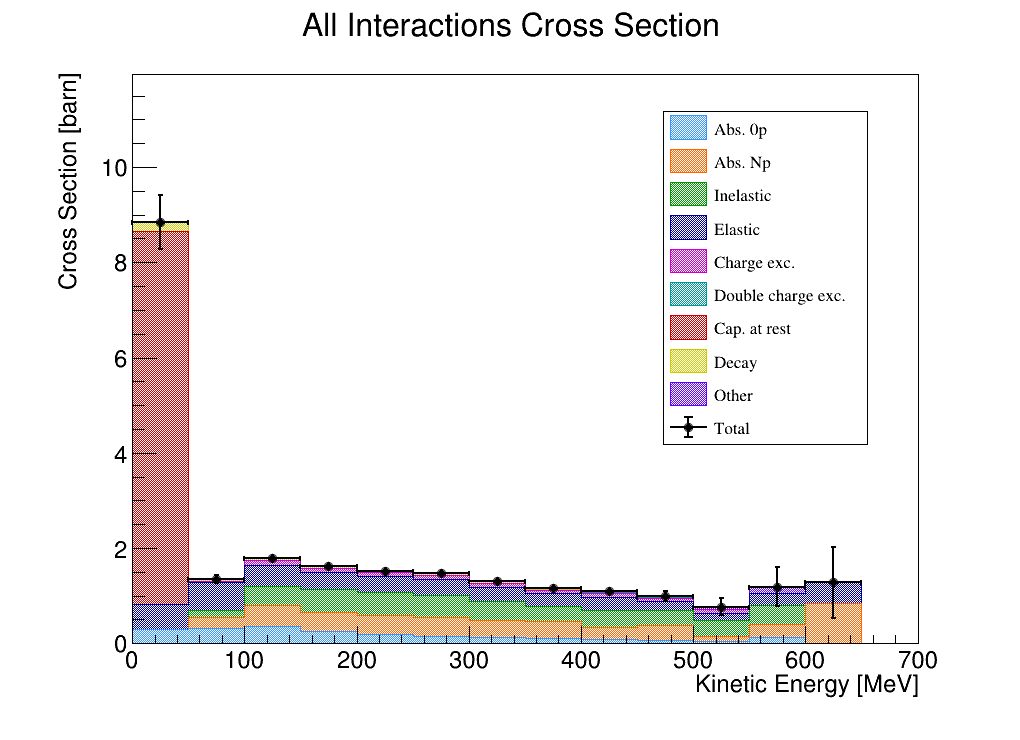 All Interactions Cross Section
Cross Section [barn]
10
8
6
4
2
0
Abs. 0p
Abs. Np
Inelastic
Elastic
Charge exc.
Double charge exc.
Cap. at rest
Decay
Other
Total
0 100 200 300 400 500 600 700
Kinetic Energy [MeV]